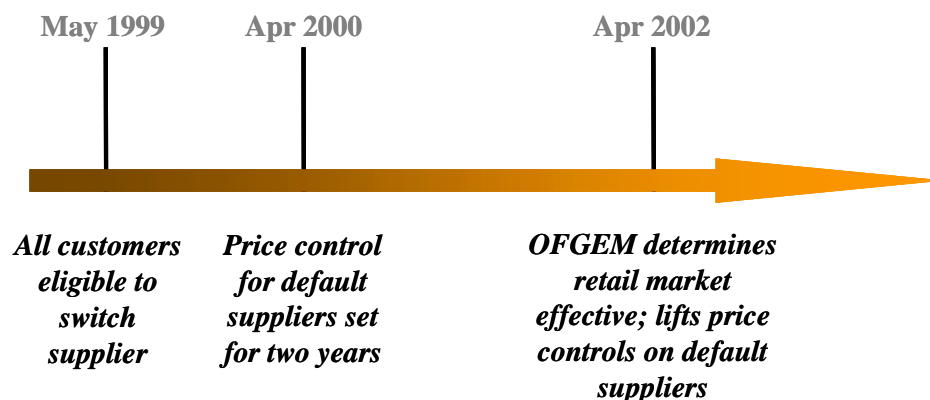 May 1999
Apr 2000
Apr 2002
All customers
eligible to
switch
supplier
Price control
for default
suppliers set
for two years
OFGEM determines
retail market
effective; lifts price
controls on default
suppliers